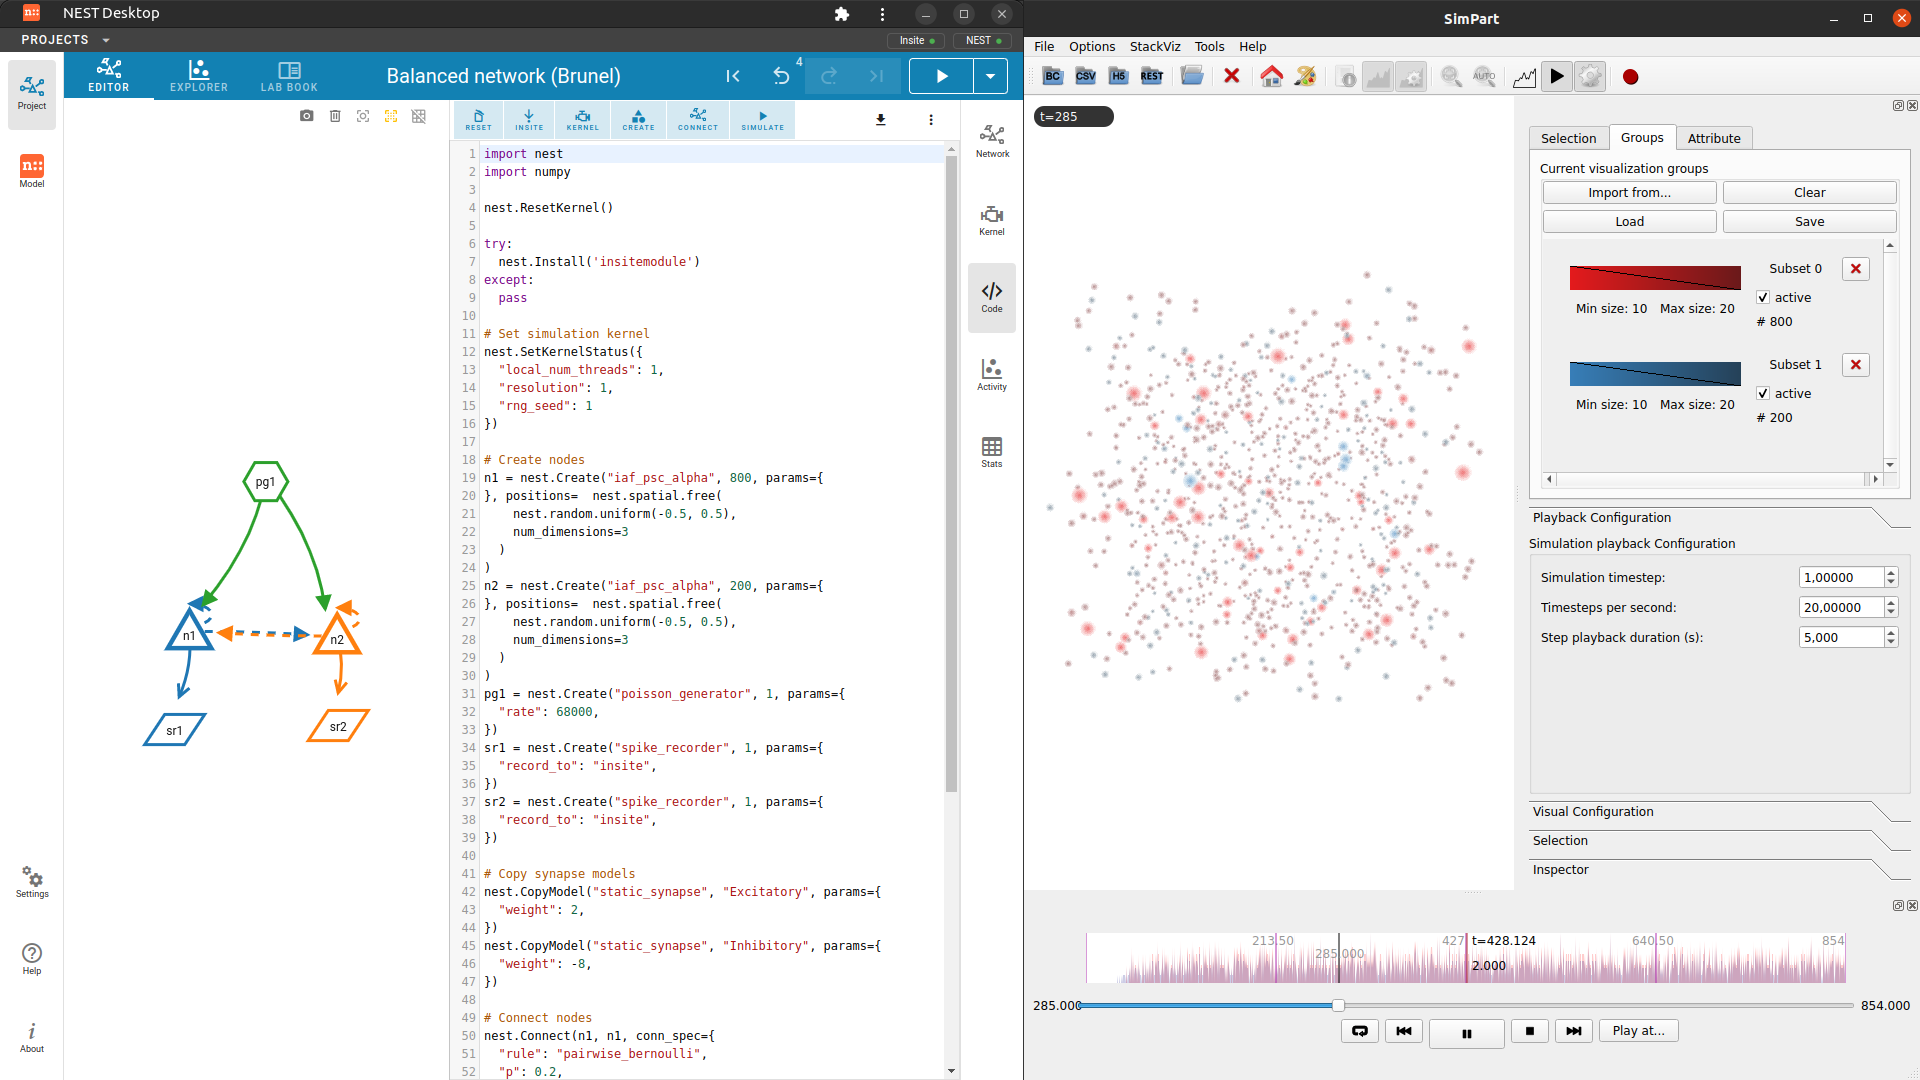 NEST Desktop
PROJECTS
Insite
NEST
Project
Model
Settings
Help
About
EDITOR
EXPLORER
LAB BOOK
Balanced network (Brunel)
4
pg1
n1
n2
sr1
sr2
RESET
INSITE
KERNEL
CREATE
CONNECT
SIMULATE
1 import nest
2 import numpy
3
4 nest.ResetKernel()
5
6 try:
7 nest.Install('insitemodule')
8 except:
9 pass
10
11 # Set simulation kernel
12 nest.SetKernelStatus({
13 "local_num_threads": 1,
14 "resolution": 1,
15 "rng_seed": 1
16 })
17
18 # Create nodes
19 n1 = nest.Create("iaf_psc_alpha", 800, params={
20 }, positions=  nest.spatial.free(
21 nest.random.uniform(-0.5, 0.5),
22 num_dimensions=3
23 )
24 )
25 n2 = nest.Create("iaf_psc_alpha", 200, params={
26 }, positions=  nest.spatial.free(
27 nest.random.uniform(-0.5, 0.5),
28 num_dimensions=3
29 )
30 )
31 pg1 = nest.Create("poisson_generator", 1, params={
32 "rate": 68000,
33 })
34 sr1 = nest.Create("spike_recorder", 1, params={
35 "record_to": "insite",
36 })
37 sr2 = nest.Create("spike_recorder", 1, params={
38 "record_to": "insite",
39 })
40
41 # Copy synapse models
42 nest.CopyModel("static_synapse", "Excitatory", params={
43 "weight": 2,
44 })
45 nest.CopyModel("static_synapse", "Inhibitory", params={
46 "weight": -8,
47 })
48
49 # Connect nodes
50 nest.Connect(n1, n1, conn_spec={
51 "rule": "pairwise_bernoulli",
52 "p": 0.2,
Network
Kernel
Code
Activity
Stats
SimPart
File Options StackViz Tools Help
BC CSV H5 REST AUTO
t=285
Selection Groups Attribute
Current visualization groups
Import from... Clear
Load Save
Subset 0
active
Min size: 10 Max size: 20
# 800
Subset 1
active
Min size: 10 Max size: 20
# 200
Playback Configuration
Simulation playback Configuration
Simulation timestep: 1,00000
Timesteps per second: 20,00000
Step playback duration (s): 5,000
Visual Configuration
Selection
Inspector
213.50 427 t=428.124 640.50 854
285.000 2.000
285.000 854.000
Play at...